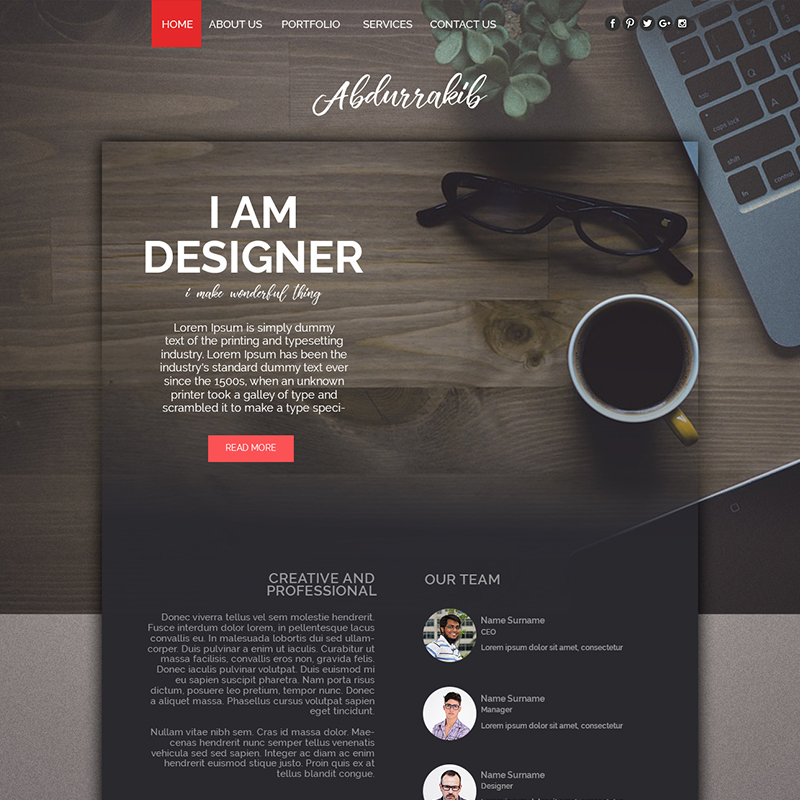 HOME ABOUT US PORTFOLIO SERVICES CONTACT US
Abdurrakib
I AM
DESIGNER
i make wonderful thing
Lorem Ipsum is simply dummy
text of the printing and typesetting
industry. Lorem Ipsum has been the
industry's standard dummy text ever
since the 1500s, when an unknown
printer took a galley of type and
scrambled it to make a type speci-
READ MORE
CREATIVE AND
PROFESSIONAL
Donec viverra tellus vel sem molestie hendrerit.
Fusce interdum dolor lorem, in pellentesque lacus
convallis eu. In malesuada lobortis dui sed ullam-
corper. Duis pulvinar a enim ut iaculis. Curabitur ut
massa facilisis, convallis eros non, gravida felis.
Donec iaculis pulvinar volutpat. Duis euismod mi
eu sapien suscipit pharetra. Nam porta risus
dictum, posuere leo pretium, tempor nunc. Donec
a aliquet massa. Phasellus cursus volutpat sapien
eget tincidunt.
Nullam vitae nibh sem. Cras id massa dolor. Mae-
cenas hendrerit nunc semper tellus venenatis
vehicula sed sed sapien. Integer ac diam ac enim
hendrerit euismod stique justo. Proin quis ex at
tellus blandit congue.
OUR TEAM
Name Surname
CEO
Lorem ipsum dolor sit amet, consectetur
Name Surname
Manager
Lorem ipsum dolor sit amet, consectetur
Name Surname
Designer
caps lock
shift
fn
control